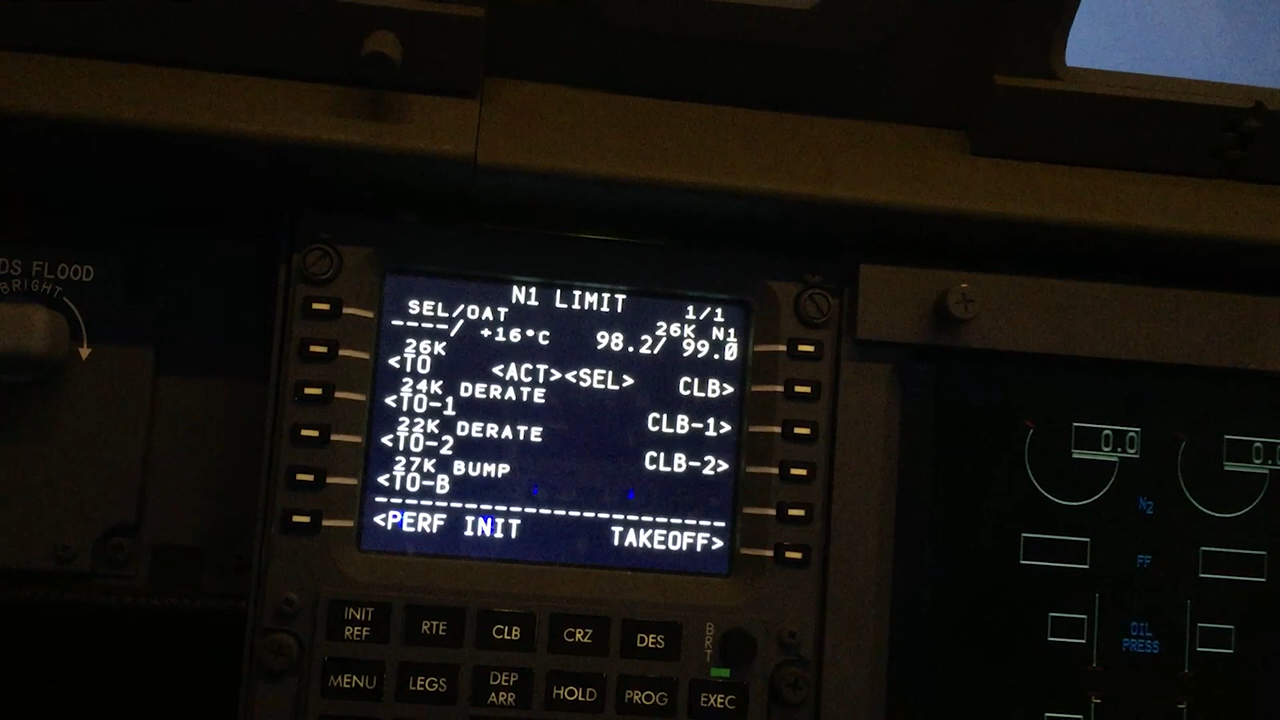 DS FLOOD
BRIGHT
N1 LIMIT 1/1
SEL/OAT 26K N1
----/ +16°C 98.2/ 99.0
26K
<TO <ACT><SEL> CLB>
24K DERATE
<TO-1 CLB-1>
22K DERATE
<TO-2 CLB-2>
27K BUMP
<TO-B
<PERF INIT TAKEOFF>
INIT REF
RTE
CLB
CRZ
DES
BRT
MENU
LEGS
DEP ARR
HOLD
PROG
EXEC
0.0
0.
N2
FF
OIL
PRESS